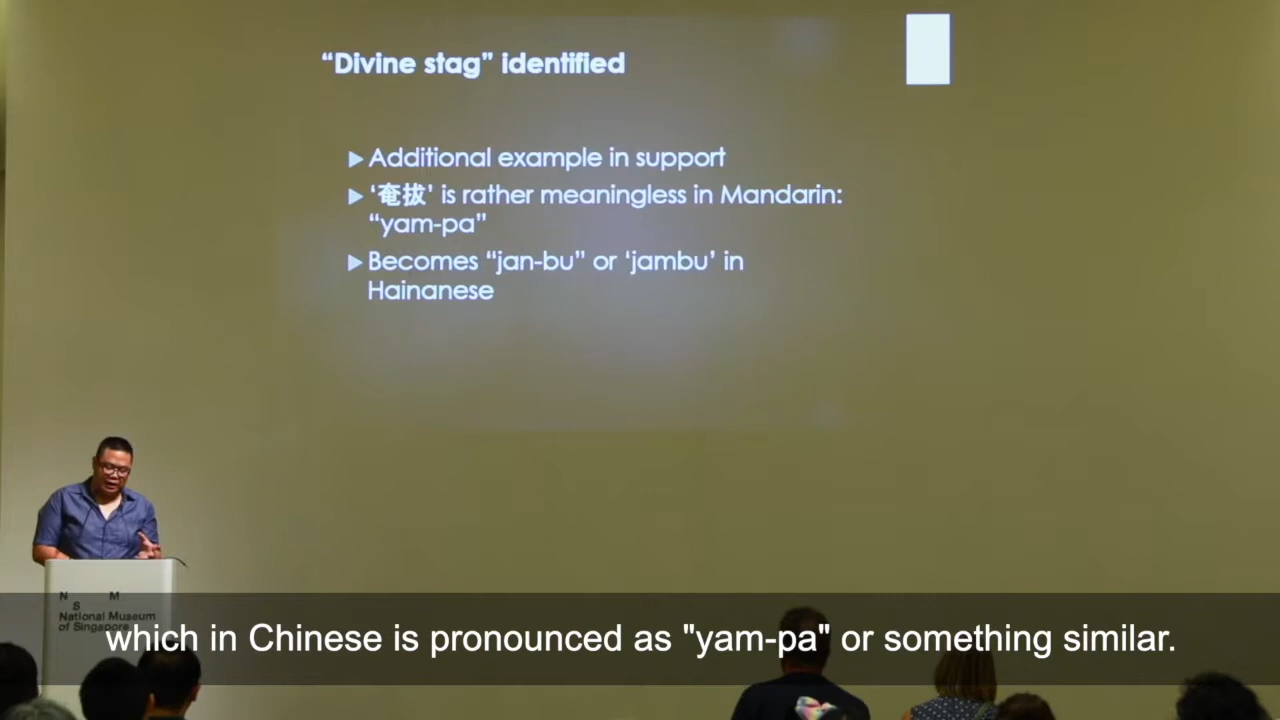 “Divine stag” identified
Additional example in support
‘奄拔’ is rather meaningless in Mandarin:
“yam-pa”
Becomes “jan-bu” or ‘jambu’ in
Hainanese
N M
S
National Museum
of Singapore
which in Chinese is pronounced as "yam-pa" or something similar.